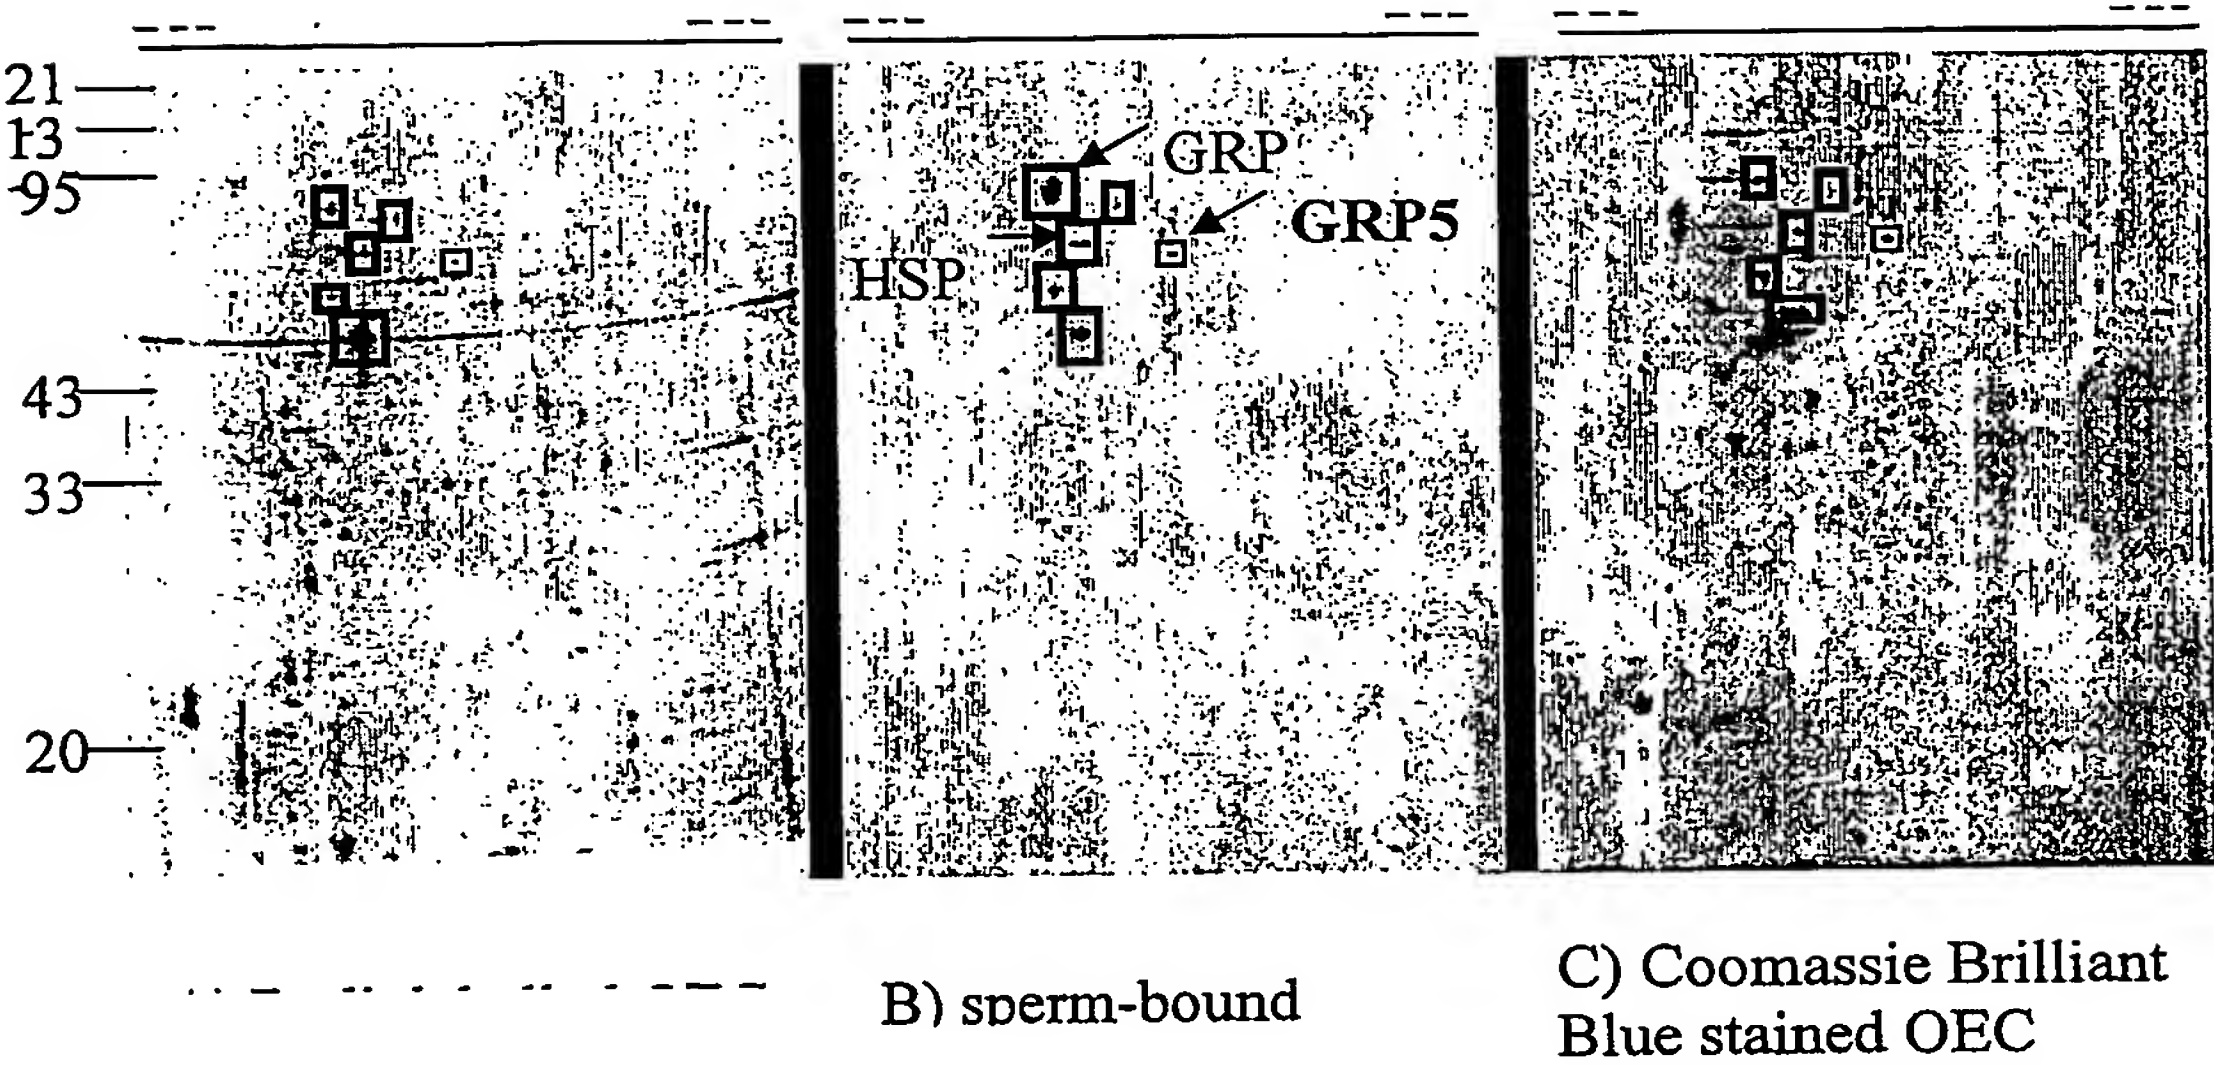 21
13
95
43
33
20
GRP
GRP5
HSP
B) sperm-bound
C) Coomassie Brilliant
Blue stained OEC